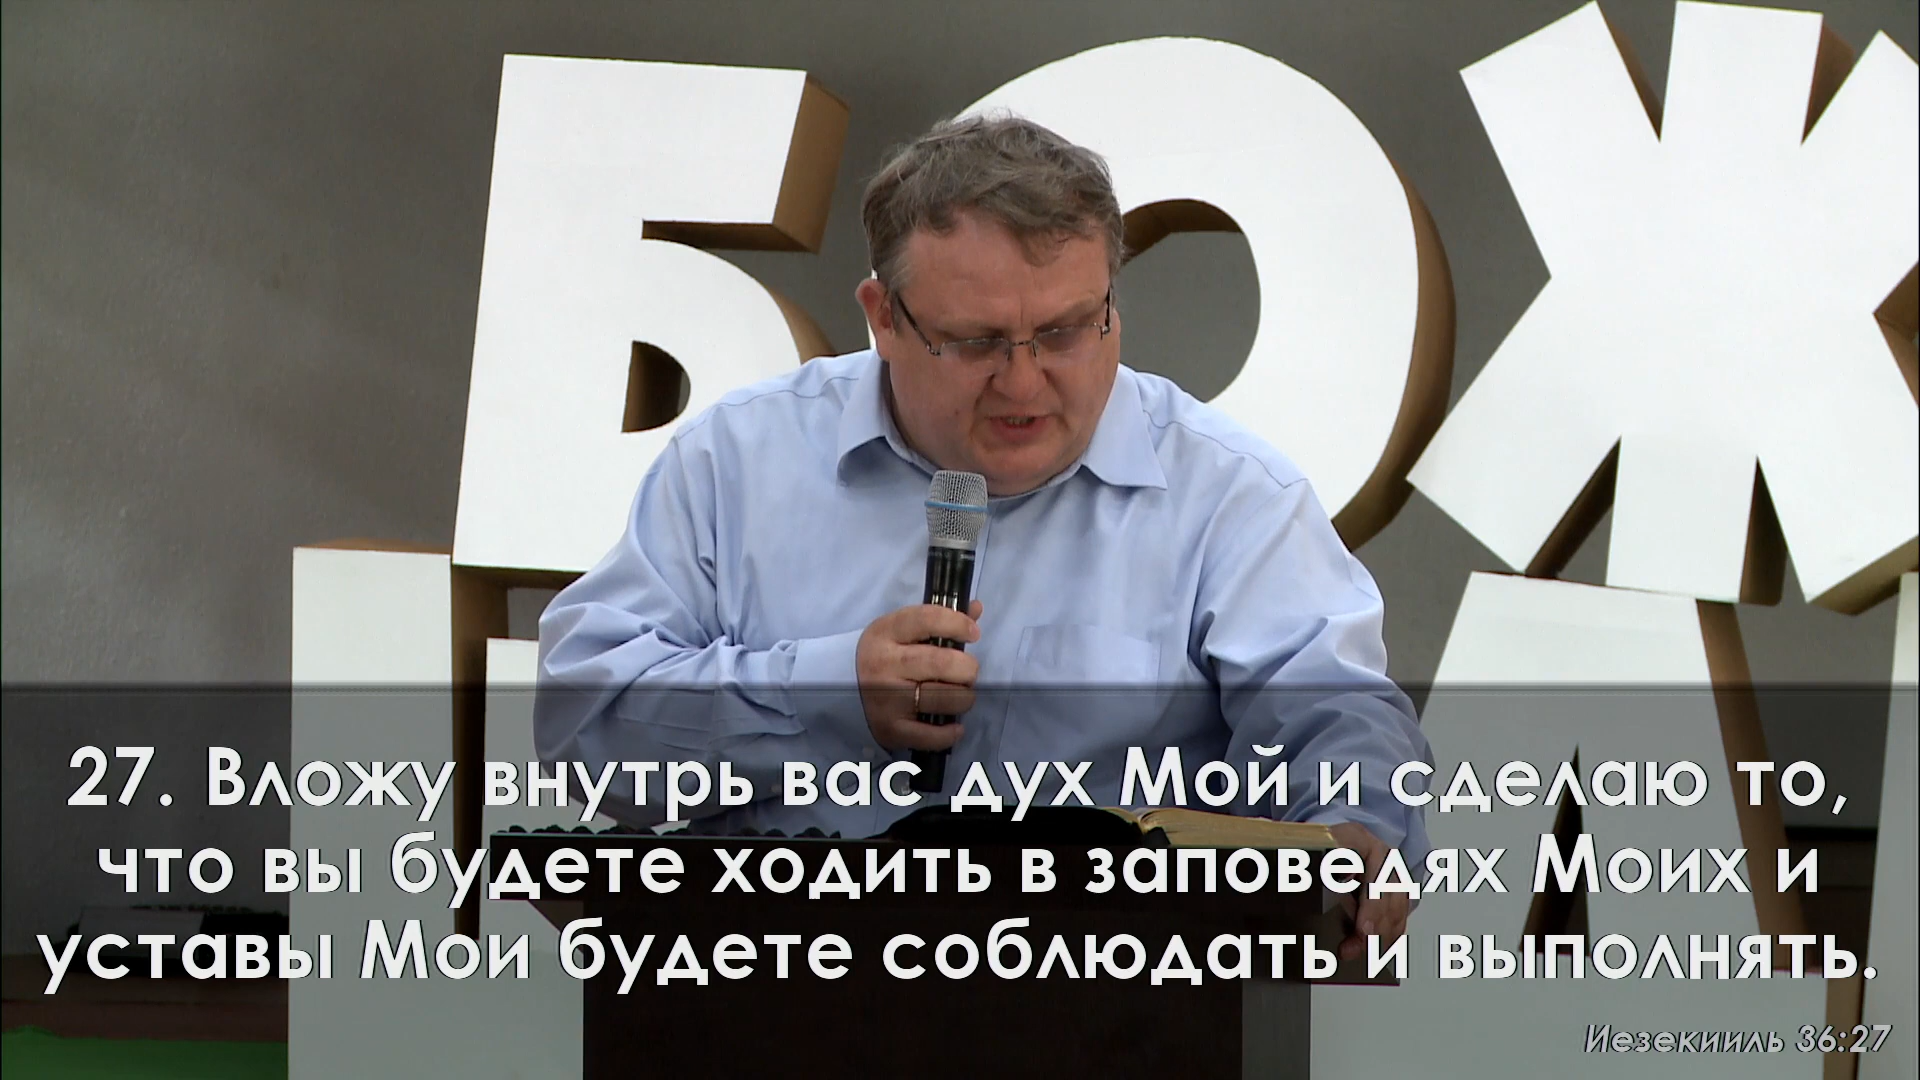 БОЖ
27. Вложу внутрь вас дух Мой и сделаю то,
что вы будете ходить в заповедях Моих и
уставы Мои будете соблюдать и выполнять.
Иезекииль 36:27